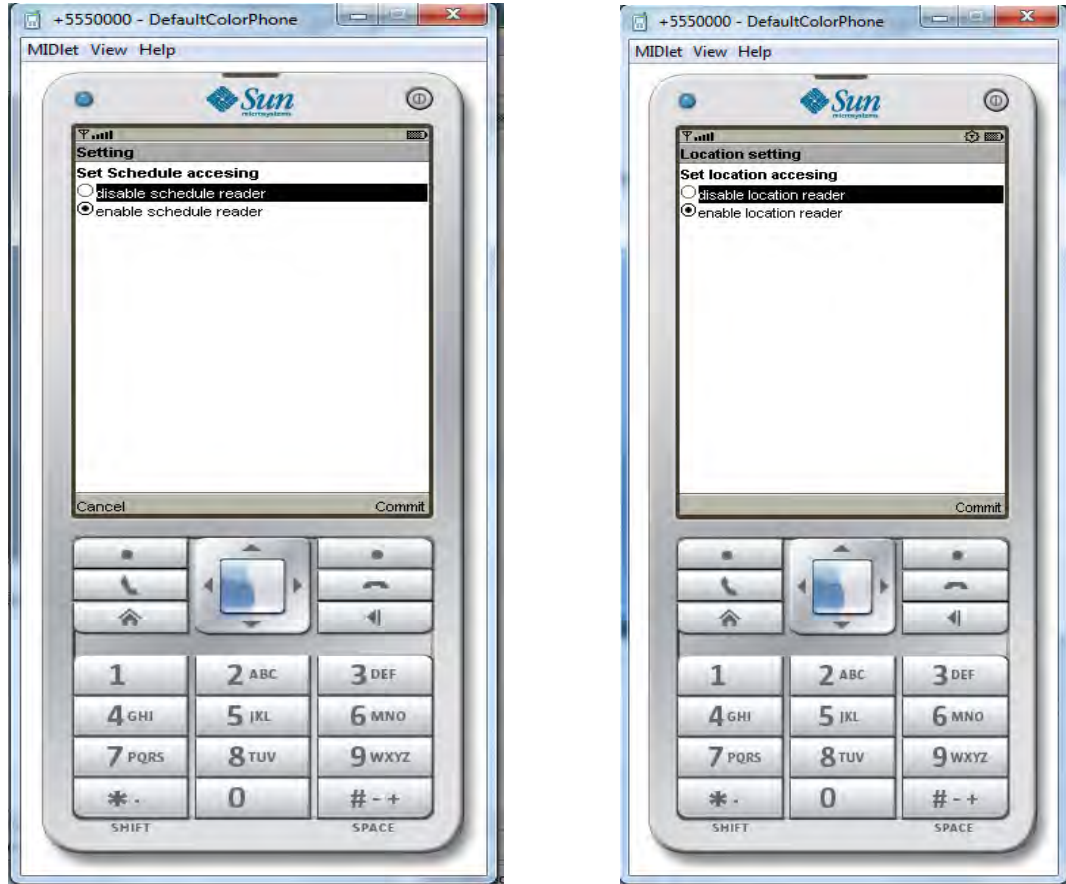 +5550000 - DefaultColorPhone
MIDlet View Help
Sun
microsystems
Setting
Set Schedule accesing
disable schedule reader
enable schedule reader
Cancel Commit
1 2 ABC 3 DEF
4 GHI 5 JKL 6 MNO
7 PQRS 8 TUV 9 WXYZ
* . 0 # - +
SHIFT SPACE
+5550000 - DefaultColorPhone
MIDlet View Help
Sun
microsystems
Location setting
Set location accesing
disable location reader
enable location reader
Commit
1 2 ABC 3 DEF
4 GHI 5 JKL 6 MNO
7 PQRS 8 TUV 9 WXYZ
* . 0 # - +
SHIFT SPACE